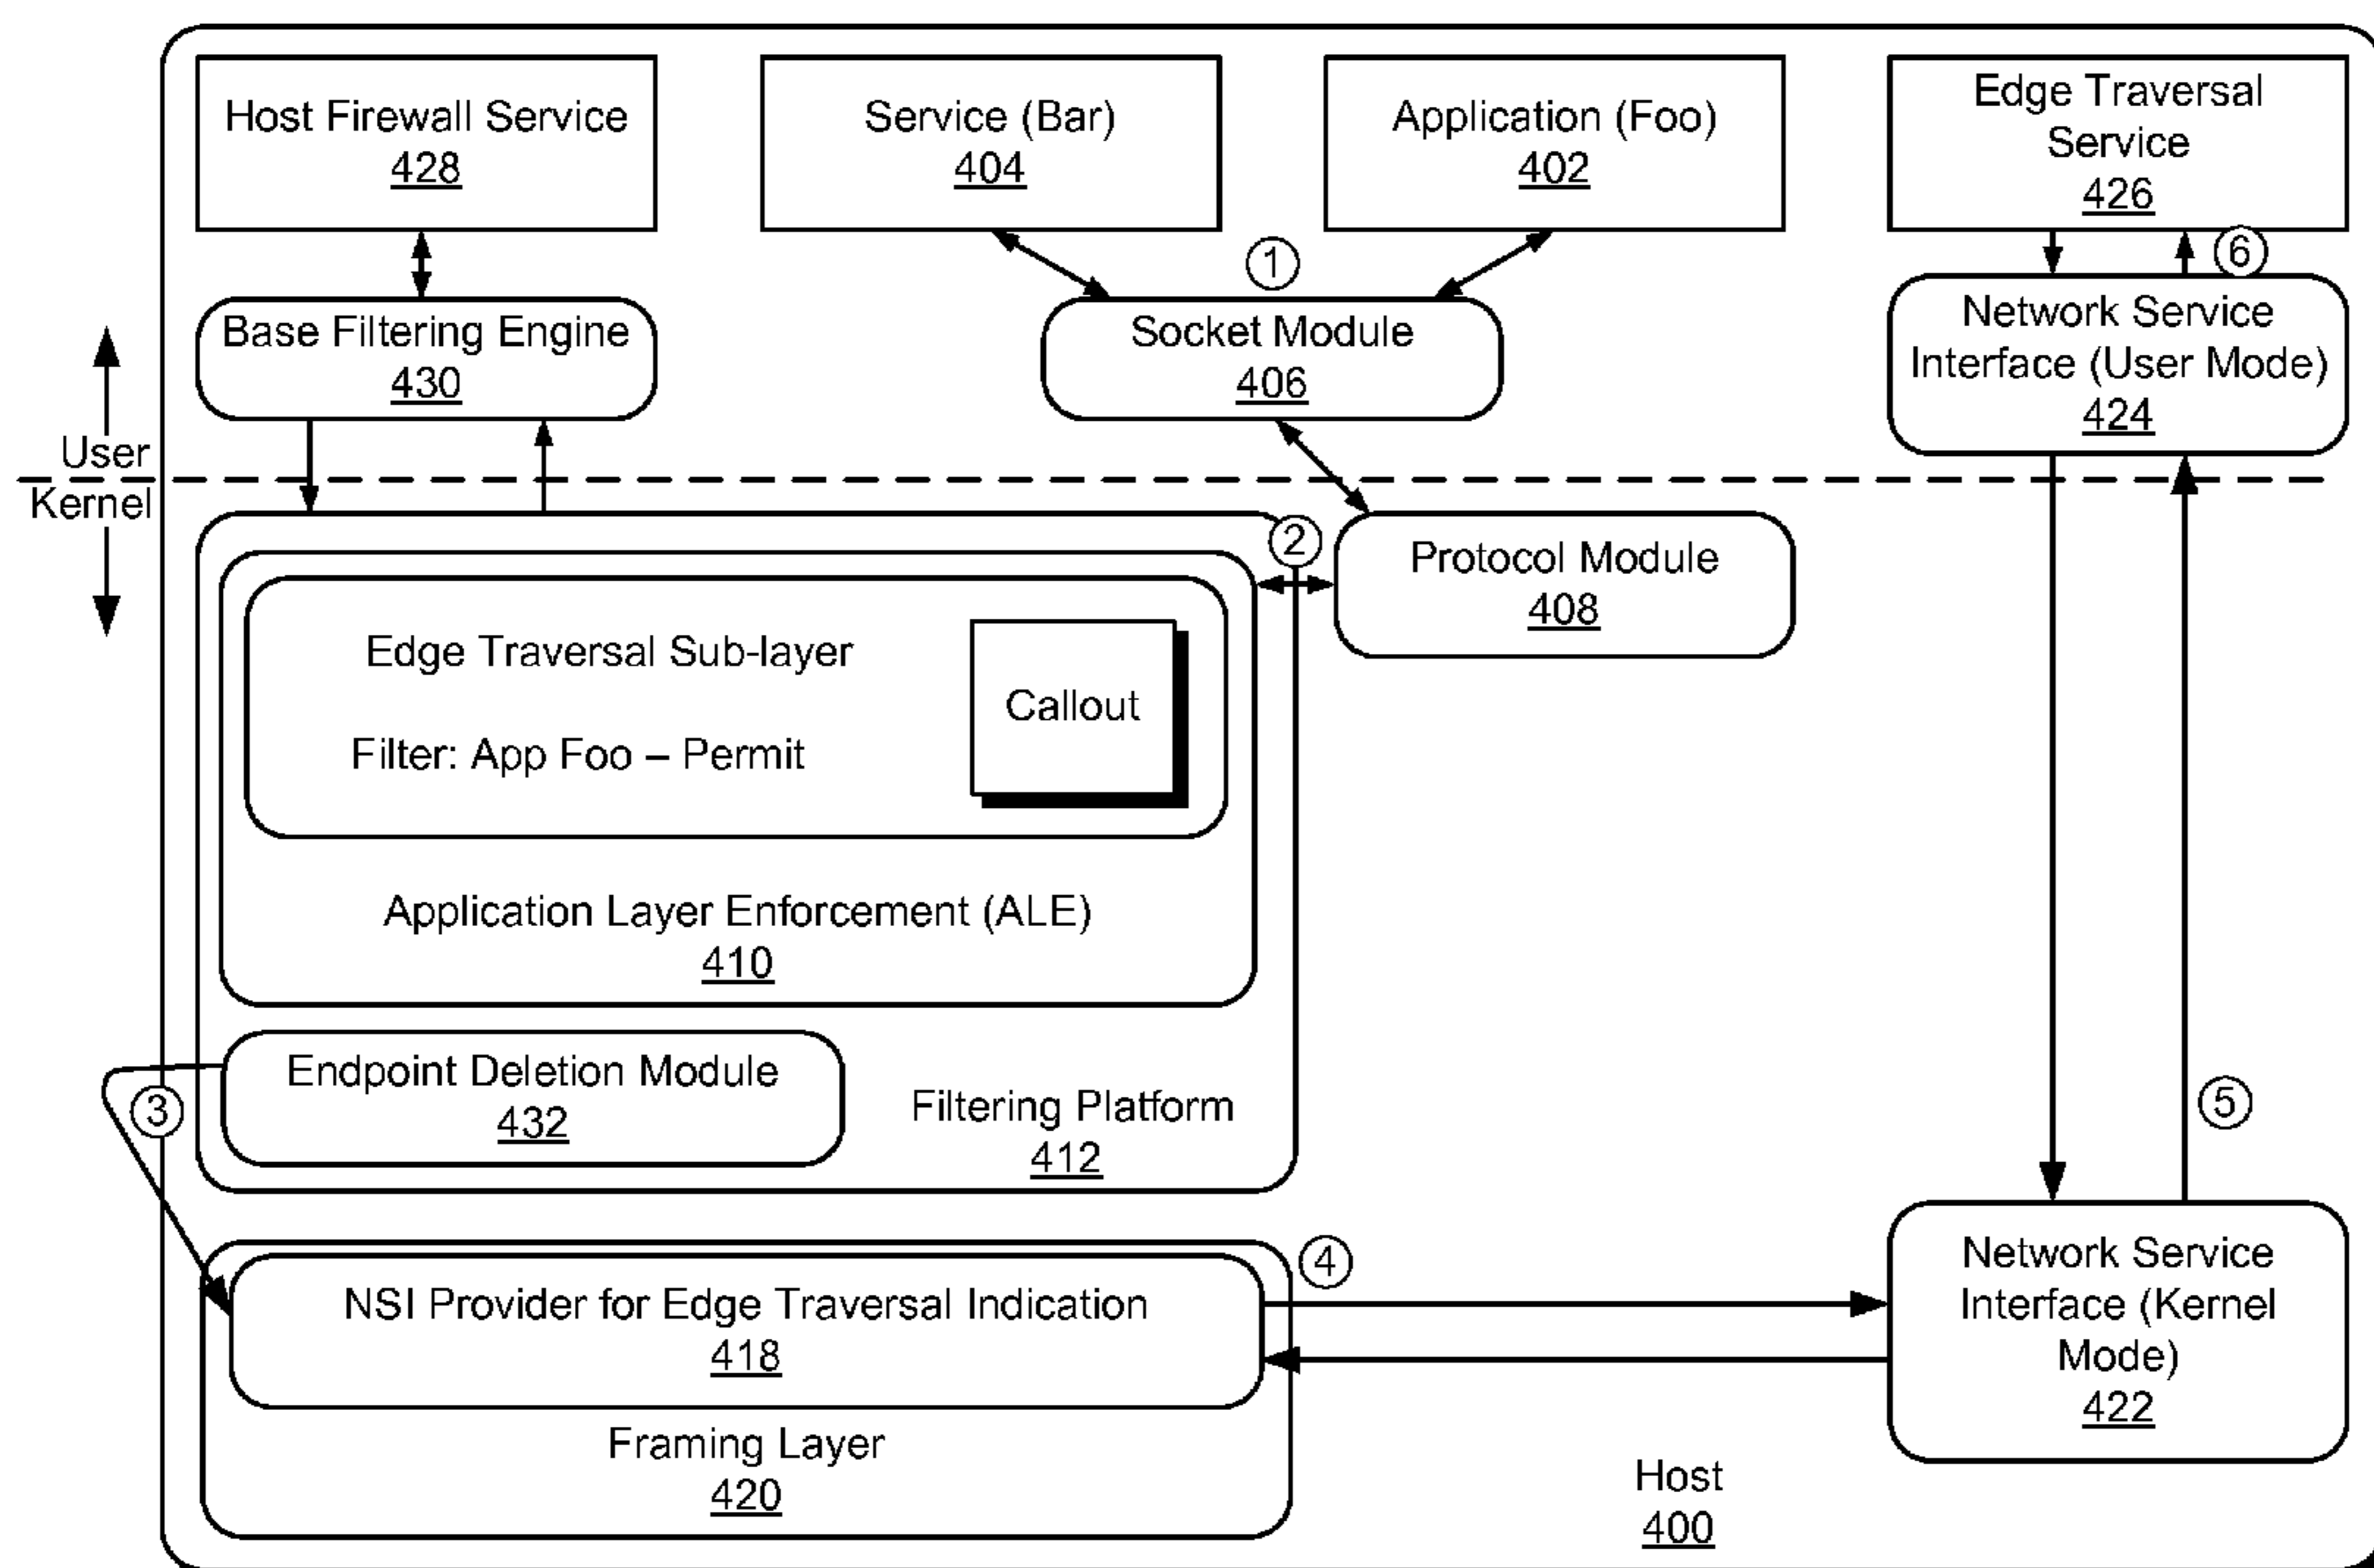 Host Firewall Service
428
Service (Bar)
404
Application (Foo)
402
Edge Traversal
Service
426
1
6
Base Filtering Engine
430
Socket Module
406
Network Service
Interface (User Mode)
424
User
Kernel
2
Protocol Module
408
Edge Traversal Sub-layer
Filter: App Foo – Permit
Callout
Application Layer Enforcement (ALE)
410
3
Endpoint Deletion Module
432
Filtering Platform
412
5
4
NSI Provider for Edge Traversal Indication
418
Framing Layer
420
Network Service
Interface (Kernel
Mode)
422
Host
400